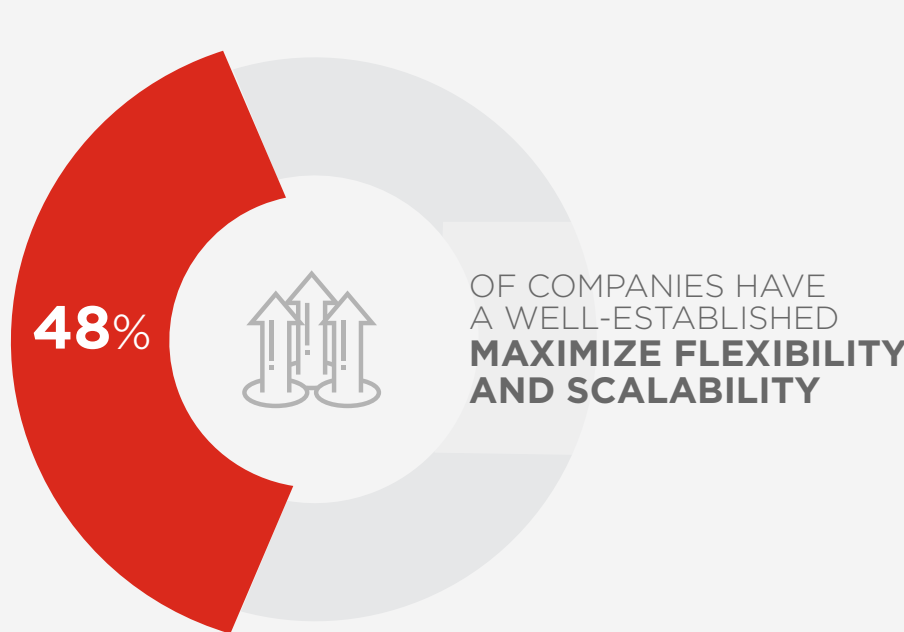 48%
OF COMPANIES HAVE
A WELL-ESTABLISHED
MAXIMIZE FLEXIBILITY
AND SCALABILITY